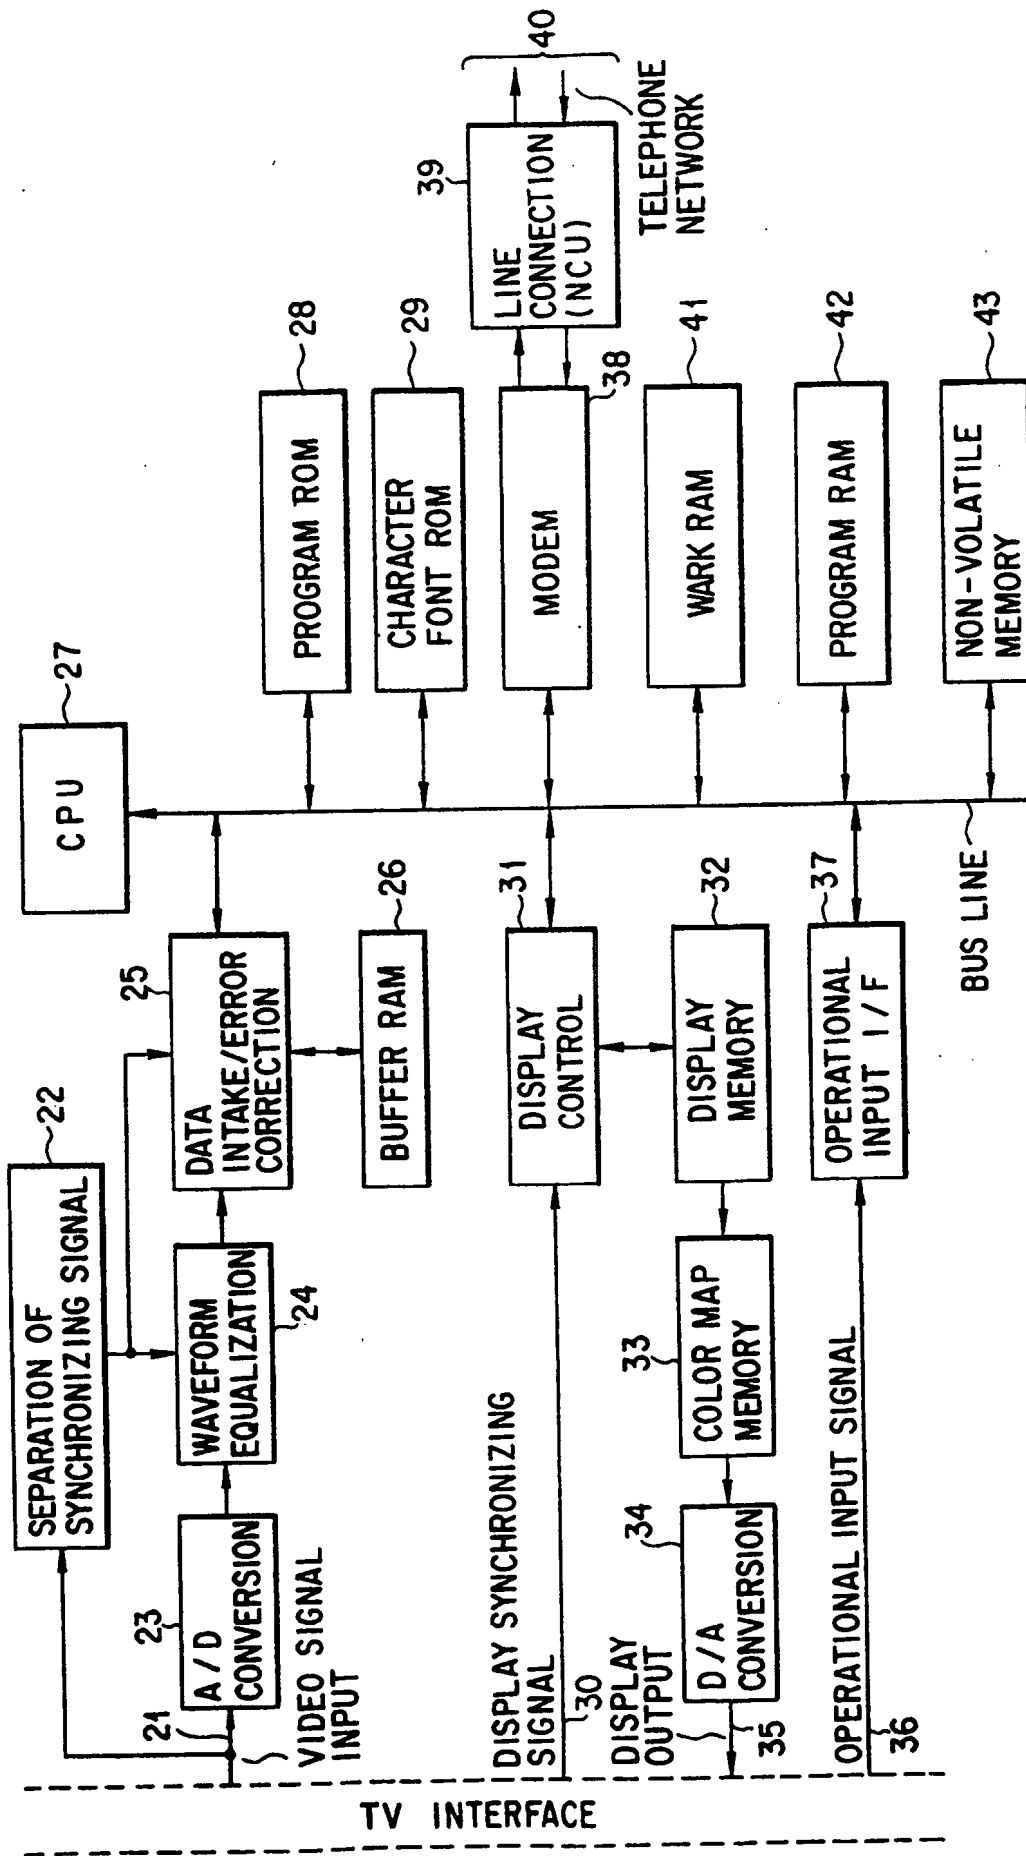 TV INTERFACE
21
VIDEO SIGNAL
INPUT
SEPARATION OF
SYNCHRONIZING SIGNAL
22
23
A/D
CONVERSION
WAVEFORM
EQUALIZATION
24
25
DATA
INTAKE/ERROR
CORRECTION
BUFFER RAM
26
CPU
27
PROGRAM ROM
28
CHARACTER
FONT ROM
29
DISPLAY SYNCHRONIZING
SIGNAL
30
DISPLAY
CONTROL
31
MODEM
38
LINE
CONNECTION
(NCU)
39
40
TELEPHONE
NETWORK
DISPLAY
OUTPUT
35
D/A
CONVERSION
34
COLOR MAP
MEMORY
33
DISPLAY
MEMORY
32
WARK RAM
41
OPERATIONAL INPUT SIGNAL
36
OPERATIONAL
INPUT I/F
37
PROGRAM RAM
42
BUS LINE
NON-VOLATILE
MEMORY
43